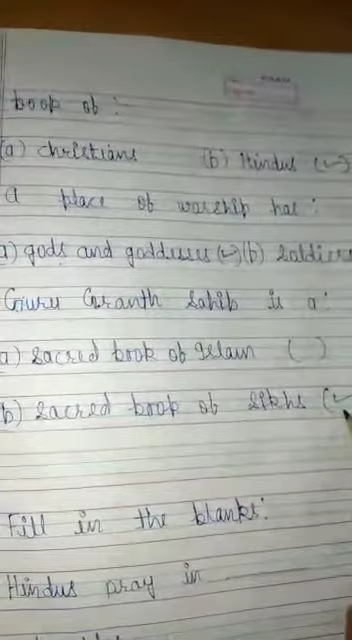 book of :-
(a) christians (b) Hindus (✓)
a place of worship has :
a) gods and goddesses (✓) (b) soldiers
Guru Granth Sahib is a :
a) Sacred book of Islam ( )
b) Sacred book of Sikhs (✓
Fill in the blanks :
Hindus pray in